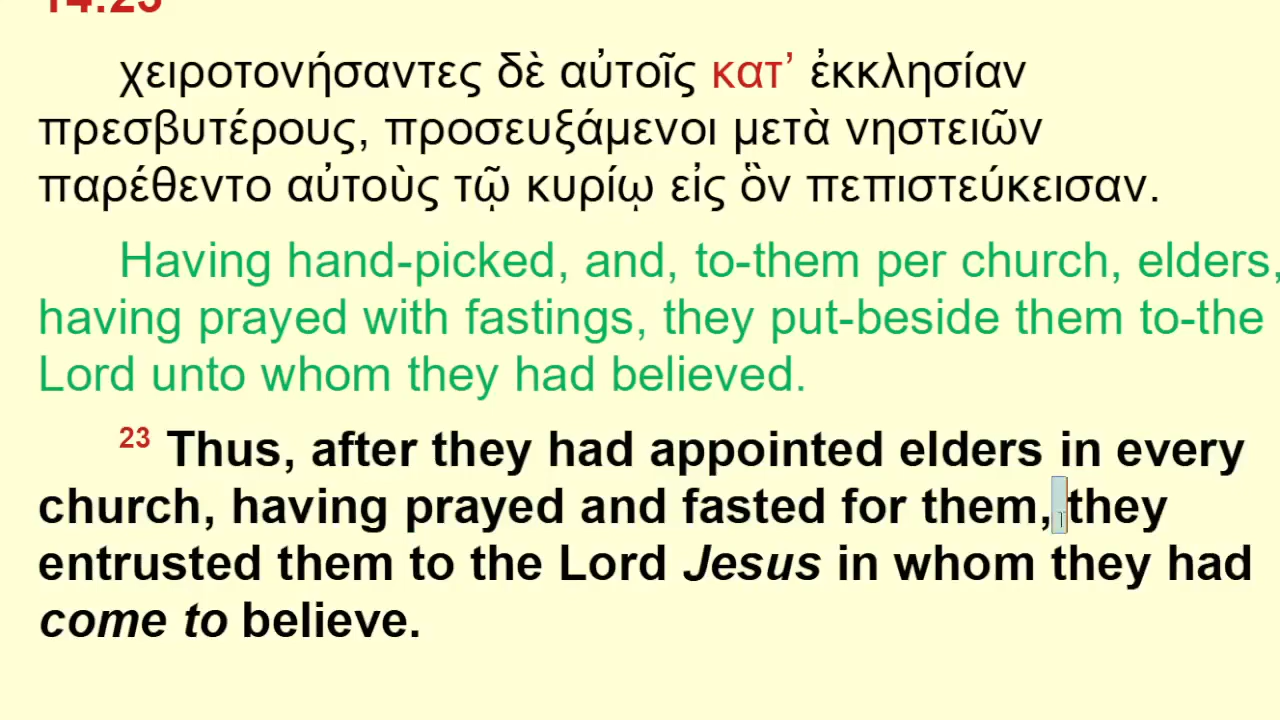 14:23
χειροτονήσαντες δὲ αὐτοῖς κατ’ ἐκκλησίαν
πρεσβυτέρους, προσευξάμενοι μετὰ νηστειῶν
παρέθεντο αὐτοὺς τῷ κυρίῳ εἰς ὃν πεπιστεύκεισαν.
Having hand-picked, and, to-them per church, elders,
having prayed with fastings, they put-beside them to-the
Lord unto whom they had believed.
23 Thus, after they had appointed elders in every
church, having prayed and fasted for them, they
entrusted them to the Lord Jesus in whom they had
come to believe.